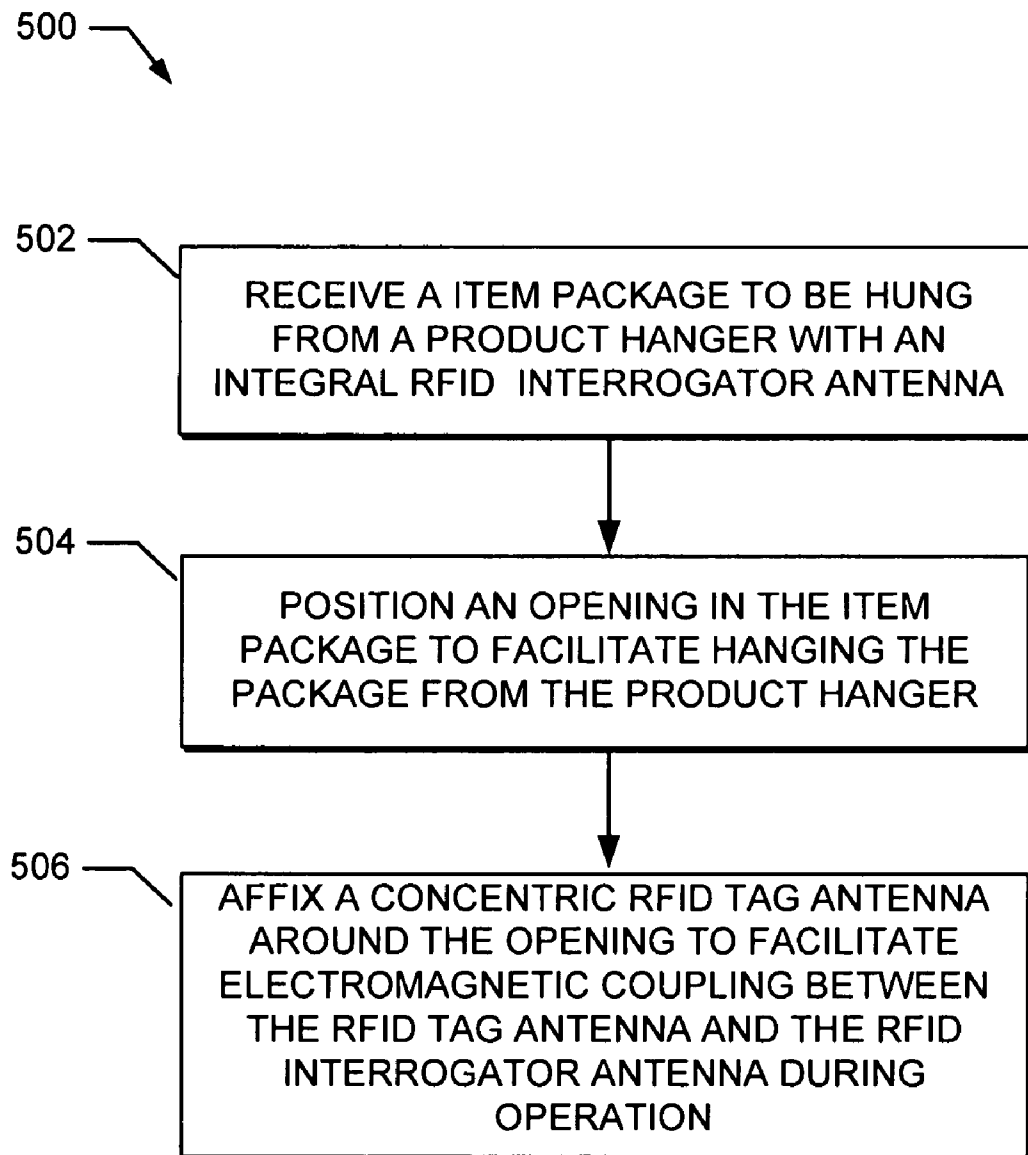 500
502
RECEIVE A ITEM PACKAGE TO BE HUNG
FROM A PRODUCT HANGER WITH AN
INTEGRAL RFID INTERROGATOR ANTENNA
504
POSITION AN OPENING IN THE ITEM
PACKAGE TO FACILITATE HANGING THE
PACKAGE FROM THE PRODUCT HANGER
506
AFFIX A CONCENTRIC RFID TAG ANTENNA
AROUND THE OPENING TO FACILITATE
ELECTROMAGNETIC COUPLING BETWEEN
THE RFID TAG ANTENNA AND THE RFID
INTERROGATOR ANTENNA DURING
OPERATION